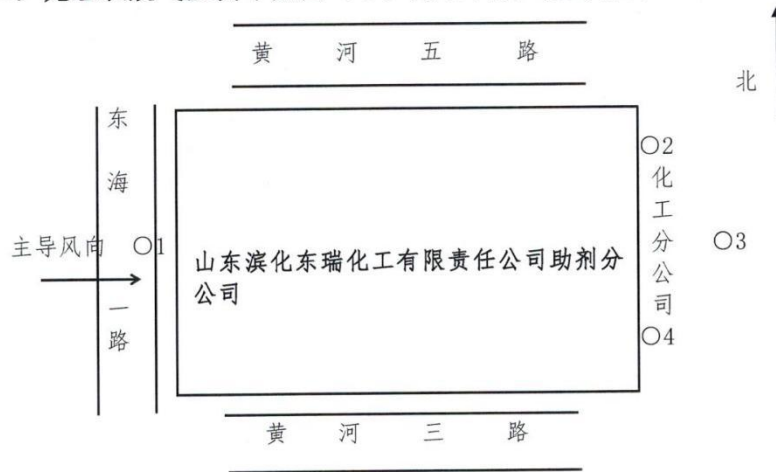 黄河五路
北
东海一路
○2
化工分公司
主导风向
○1
○3
山东滨化东瑞化工有限责任公司助剂分
公司
○4
黄河三路